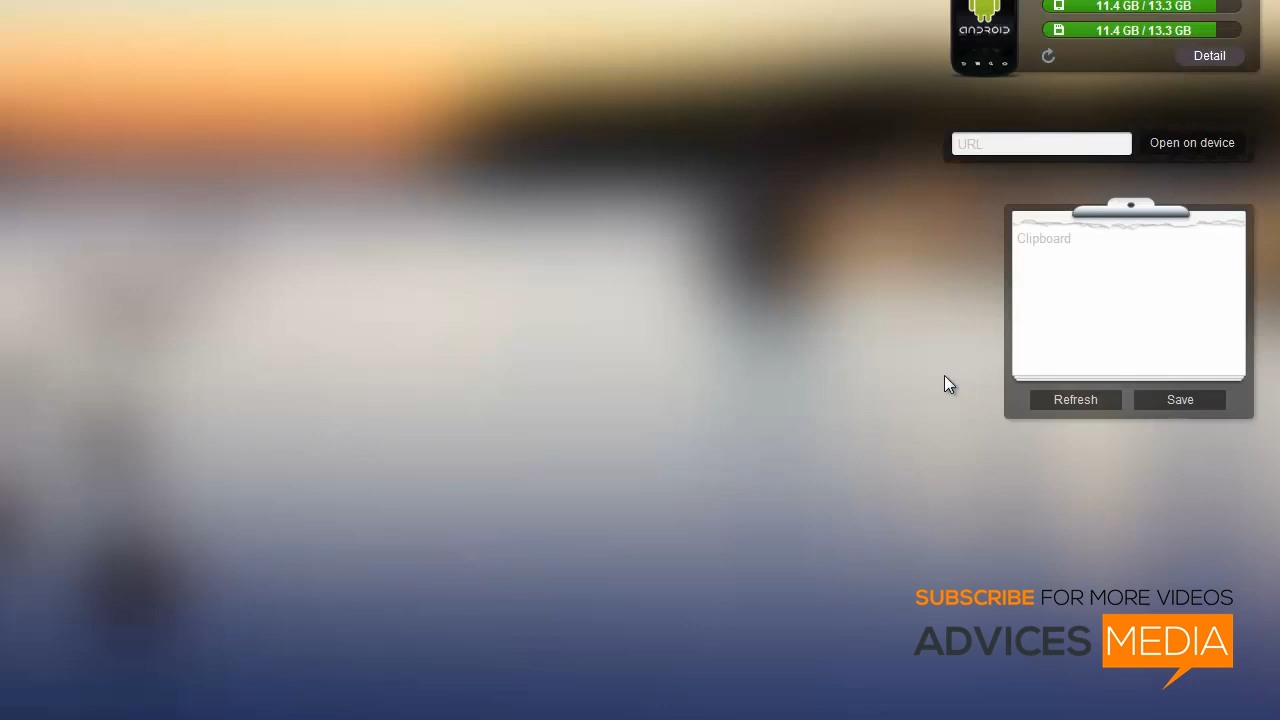 11.4 GB / 13.3 GB
ANDROID
11.4 GB / 13.3 GB
Detail
URL
Open on device
Clipboard
Refresh
Save
SUBSCRIBE FOR MORE VIDEOS
ADVICES MEDIA